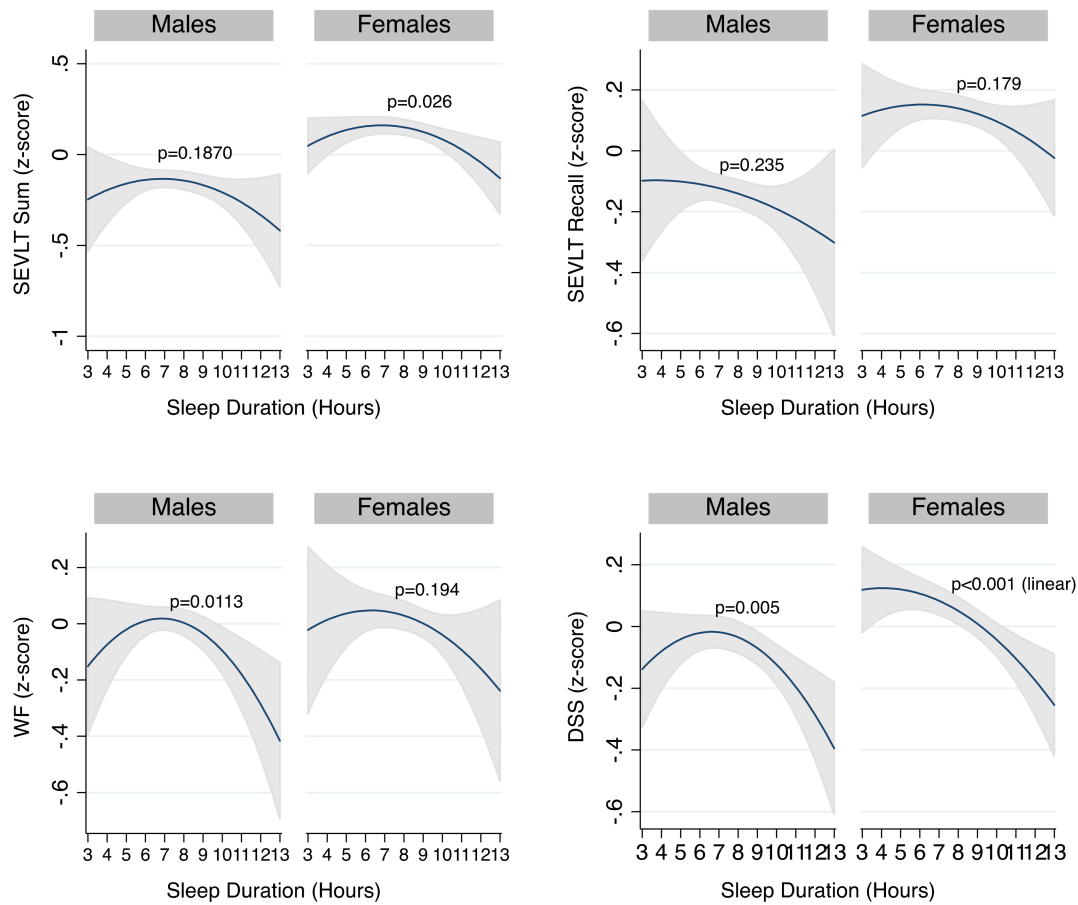 Males Females
SEVLT Sum (z-score)
.5
0
-.5
-1
p=0.1870
p=0.026
3 4 5 6 7 8 9 10 11 12 13 3 4 5 6 7 8 9 10 11 12 13
Sleep Duration (Hours)
Males Females
SEVLT Recall (z-score)
.2
0
-.2
-.4
-.6
p=0.235
p=0.179
3 4 5 6 7 8 9 10 11 12 13 3 4 5 6 7 8 9 10 11 12 13
Sleep Duration (Hours)
Males Females
WF (z-score)
.2
0
-.2
-.4
-.6
p=0.0113
p=0.194
3 4 5 6 7 8 9 10 11 12 13 3 4 5 6 7 8 9 10 11 12 13
Sleep Duration (Hours)
Males Females
DSS (z-score)
.2
0
-.2
-.4
-.6
p=0.005
p<0.001 (linear)
3 4 5 6 7 8 9 10 11 12 13 3 4 5 6 7 8 9 10 11 12 13
Sleep Duration (Hours)